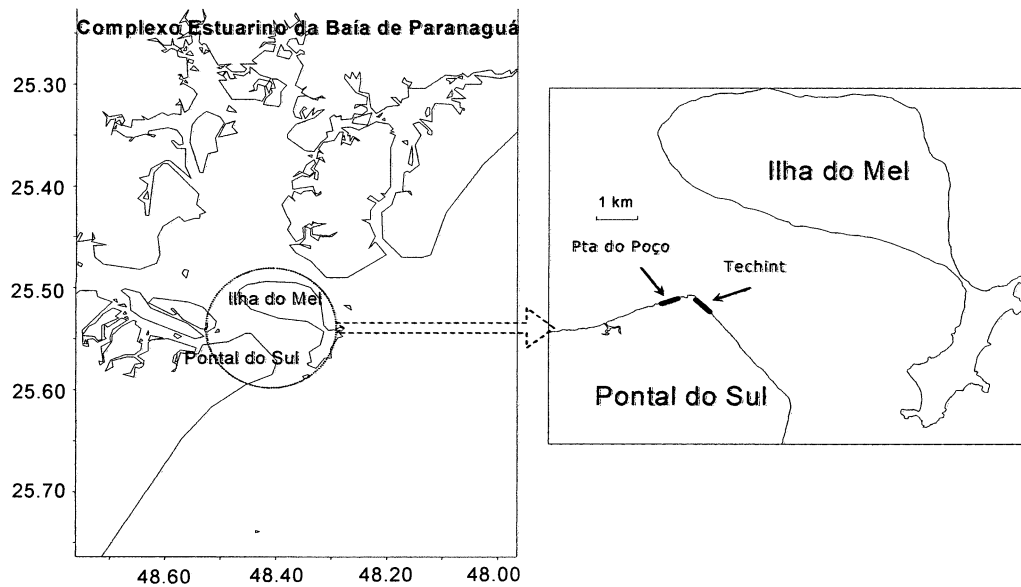 Complexo Estuarino da Baía de Paranaguá
25.30
25.40
25.50
25.60
25.70
48.60
48.40
48.20
48.00
Ilha do Mel
Pontal do Sul
Ilha do Mel
1 km
Pta do Poço
Techint
Pontal do Sul